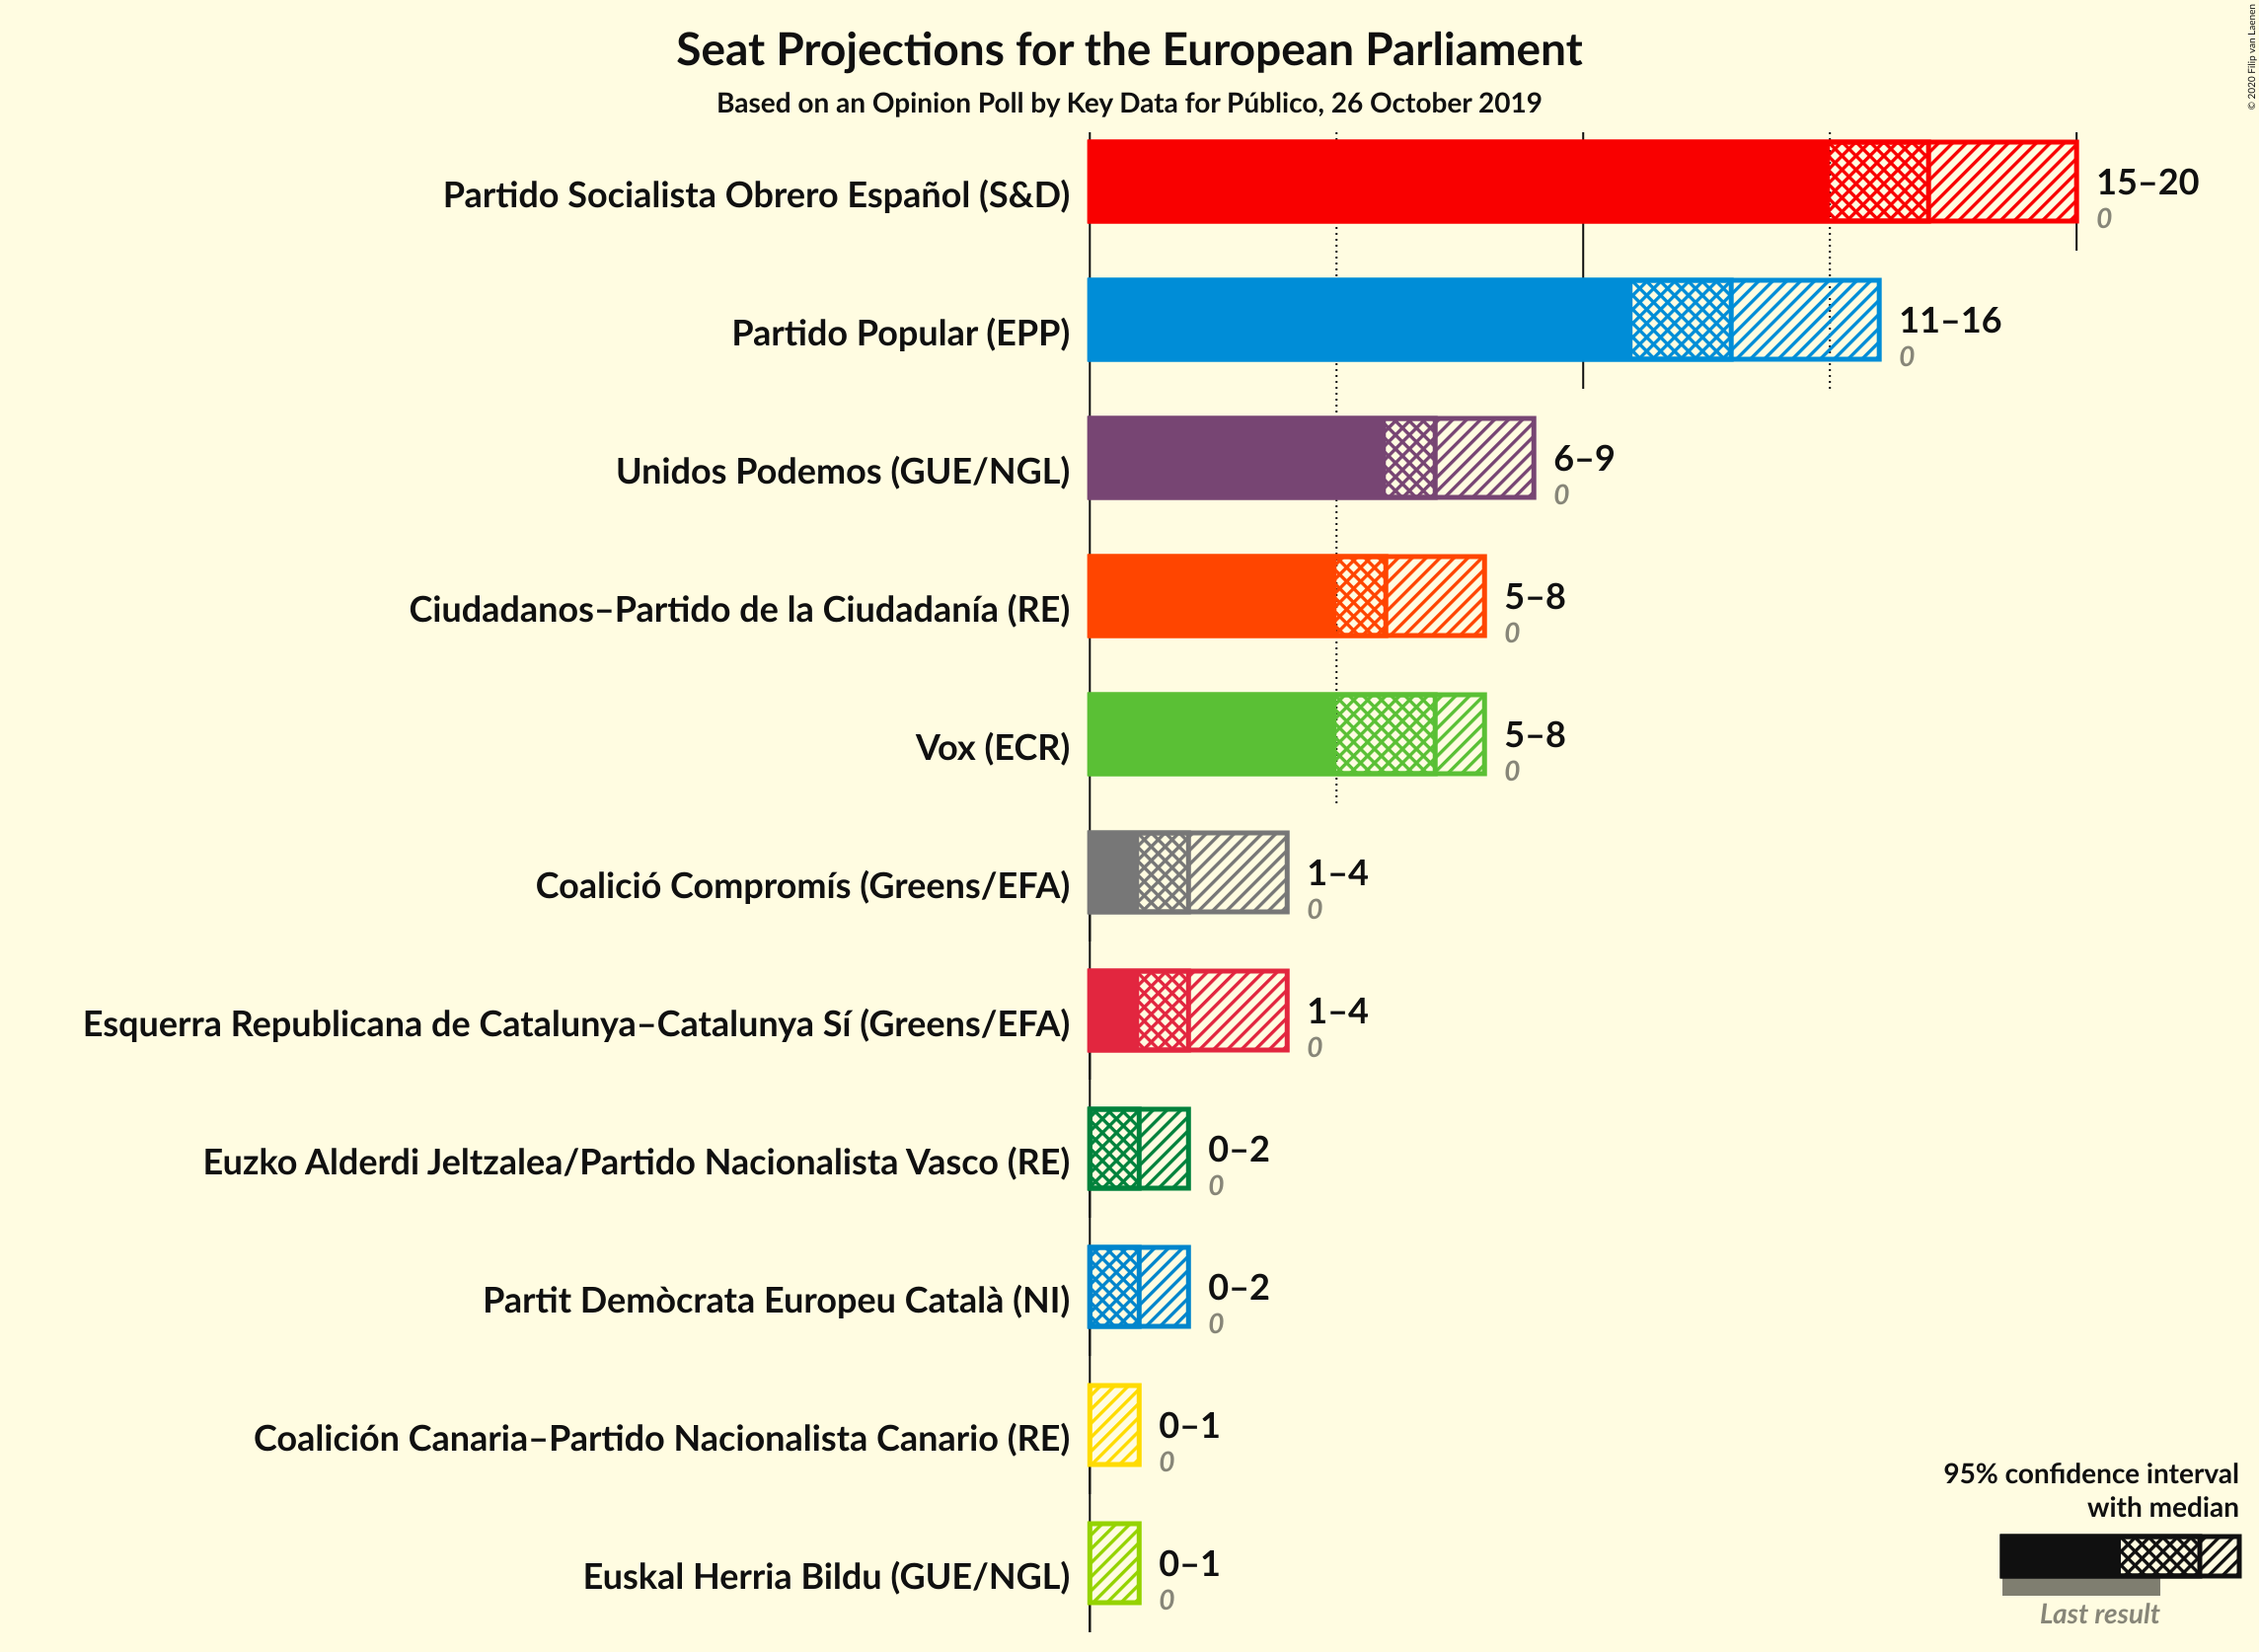 Seat Projections for the European Parliament
Based on an Opinion Poll by Key Data for Público, 26 October 2019
© 2020 Filip van Laenen
Partido Socialista Obrero Español (S&D)
15–20
0
Partido Popular (EPP)
11–16
0
Unidos Podemos (GUE/NGL)
6–9
0
Ciudadanos–Partido de la Ciudadanía (RE)
5–8
0
Vox (ECR)
5–8
0
Coalició Compromís (Greens/EFA)
1–4
0
Esquerra Republicana de Catalunya–Catalunya Sí (Greens/EFA)
1–4
0
Euzko Alderdi Jeltzalea/Partido Nacionalista Vasco (RE)
0–2
0
Partit Demòcrata Europeu Català (NI)
0–2
0
Coalición Canaria–Partido Nacionalista Canario (RE)
0–1
0
Euskal Herria Bildu (GUE/NGL)
0–1
0
95% confidence interval
with median
Last result